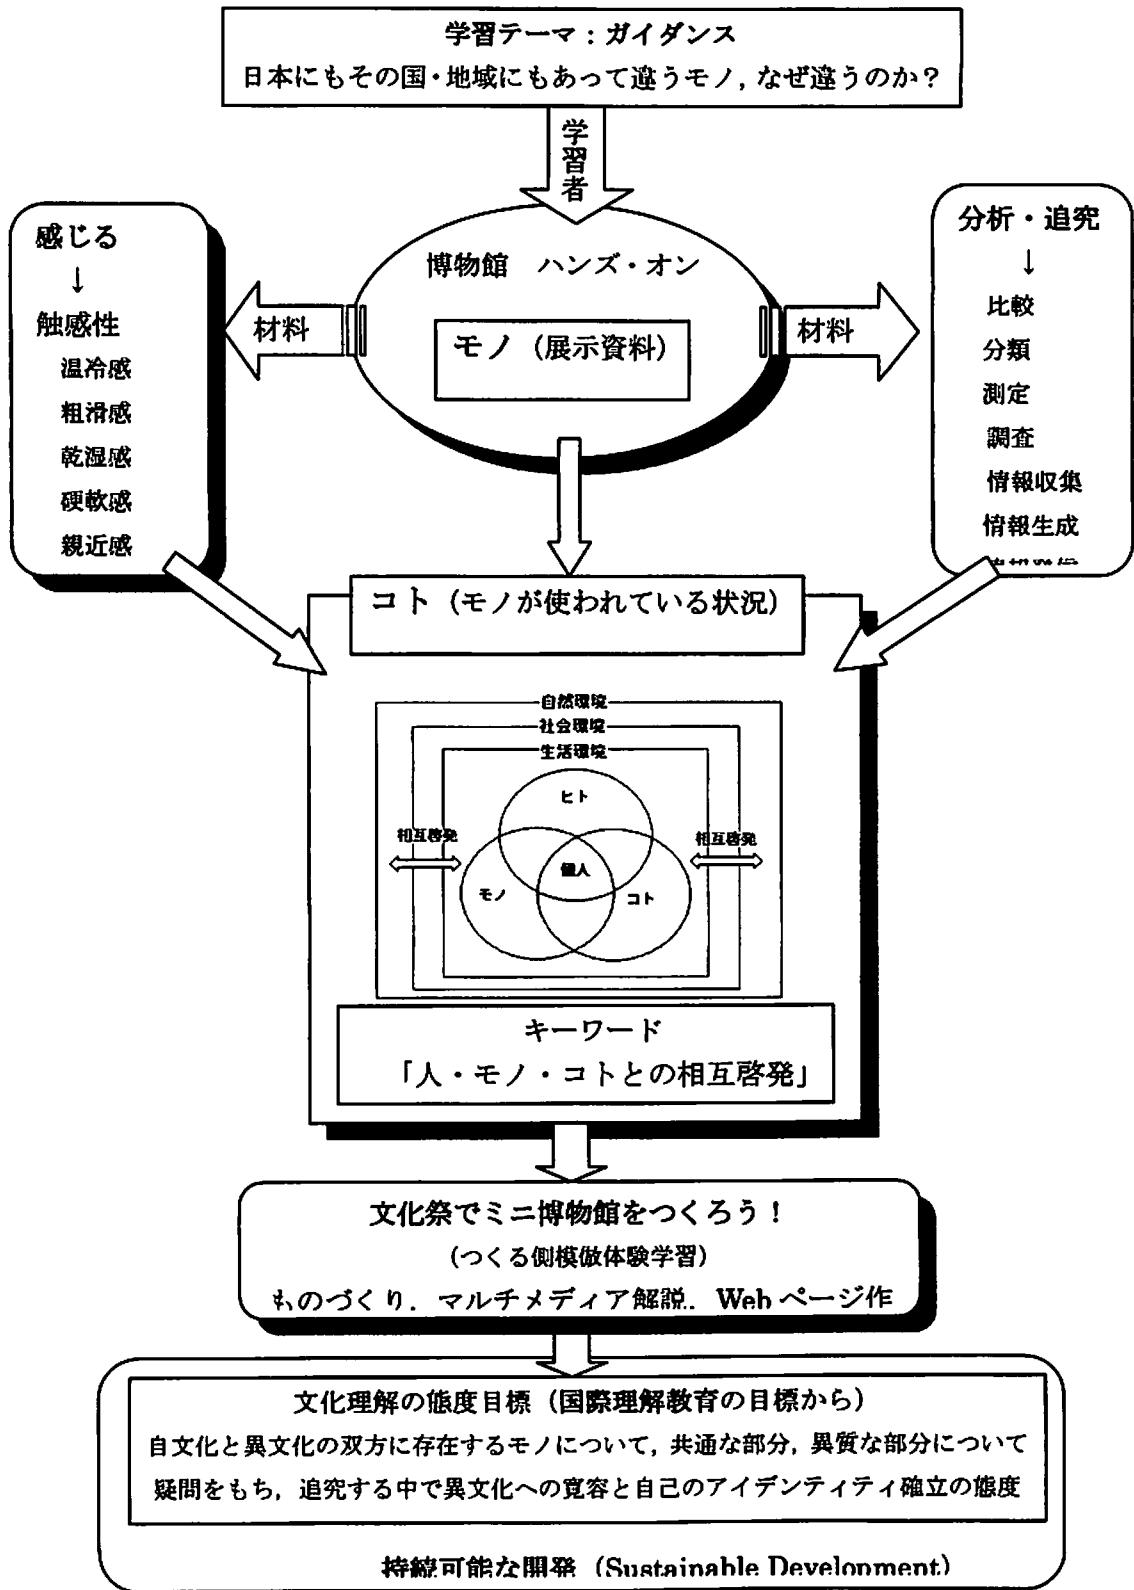 学習テーマ：ガイダンス
日本にもその国・地域にもあって違うモノ，なぜ違うのか？
学習者
感じる
↓
触感性
温冷感
粗滑感
乾湿感
硬軟感
親近感
材料
博物館　ハンズ・オン
モノ（展示資料）
材料
分析・追究
↓
比較
分類
測定
調査
情報収集
情報生成
コト（モノが使われている状況）
自然環境
社会環境
生活環境
ヒト
相互啓発
相互啓発
個人
モノ
コト
キーワード
「人・モノ・コトとの相互啓発」
文化祭でミニ博物館をつくろう！
（つくる側模倣体験学習）
ものづくり．マルチメディア解説．Web ページ作
文化理解の態度目標（国際理解教育の目標から）
自文化と異文化の双方に存在するモノについて，共通な部分，異質な部分について
疑問をもち，追究する中で異文化への寛容と自己のアイデンティティ確立の態度
持続可能な開発（Sustainable Development）